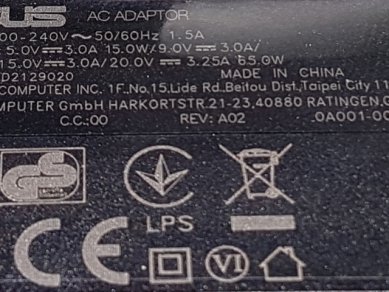 US AC ADAPTOR
00-240V~50/60Hz 1.5A
5.0V⎓3.0A 15.0W/9.0V⎓3.0A/
15.0V⎓3.0A/20.0V⎓3.25A 65.0W
D2129020 MADE IN CHINA
COMPUTER INC. 1F.No.15,Lide Rd.Beitou Dist.,Taipei City 11
MPUTER GmbH HARKORTSTR.21-23,40880 RATINGEN,G
C.C:00 REV: A02 .0A001-00
GS
LPS
CE VI